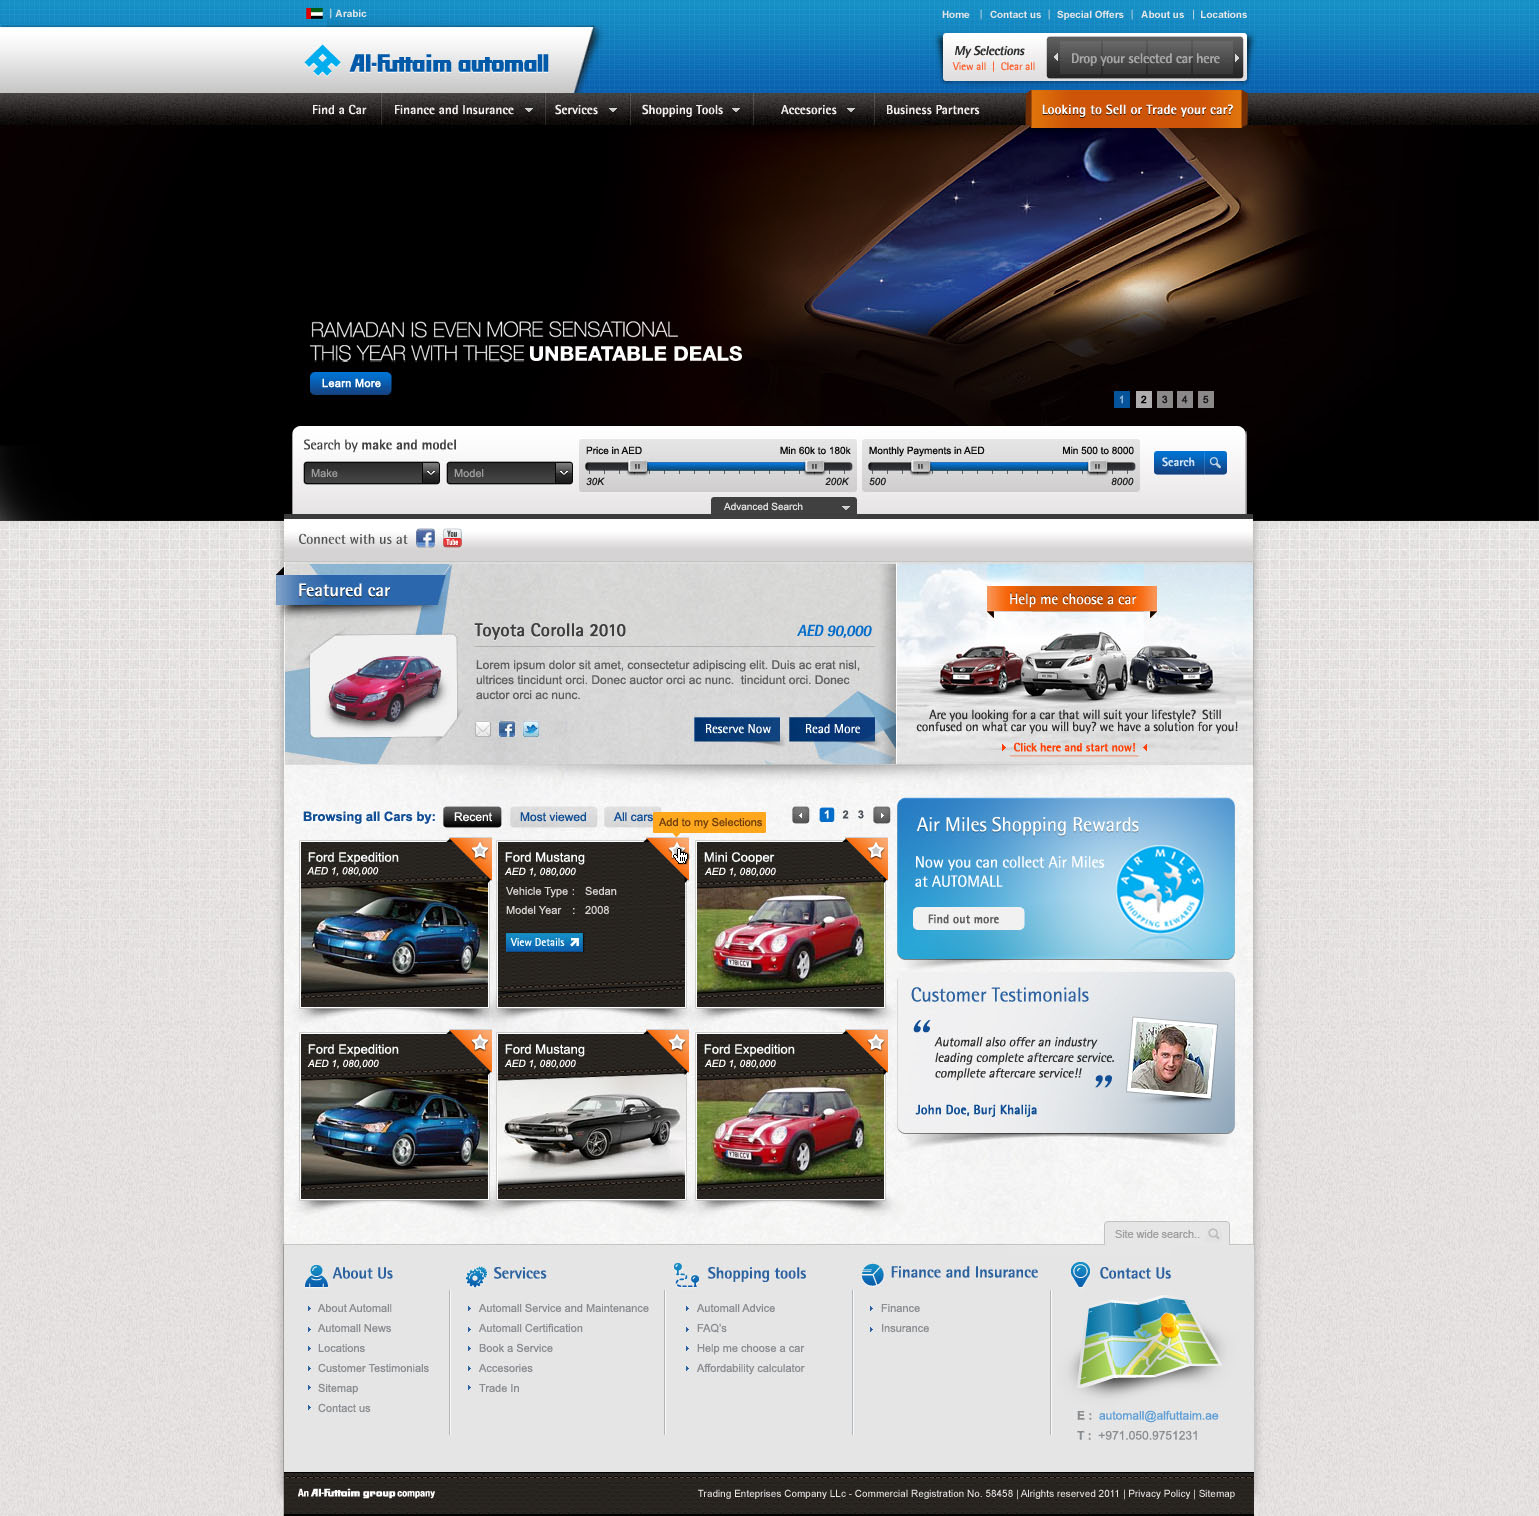 Arabic
Home | Contact us | Special Offers | About us | Locations
Al-Futtaim automall
My Selections
View all | Clear all
Drop your selected car here
Find a Car
Finance and Insurance
Services
Shopping Tools
Accesories
Business Partners
Looking to Sell or Trade your car?
RAMADAN IS EVEN MORE SENSATIONAL
THIS YEAR WITH THESE UNBEATABLE DEALS
Learn More
1 2 3 4 5
Search by make and model
Make
Model
Price in AED
Min 60k to 180k
30K
200K
Monthly Payments in AED
Min 500 to 8000
500
8000
Search
Advanced Search
Connect with us at
You
Tube
Featured car
Toyota Corolla 2010
AED 90,000
Lorem ipsum dolor sit amet, consectetur adipiscing elit. Duis ac erat nisl,
ultrices tincidunt orci. Donec auctor orci ac nunc.  tincidunt orci. Donec
auctor orci ac nunc.
Reserve Now
Read More
Help me choose a car
Are you looking for a car that will suit your lifestyle?  Still
confused on what car you will buy? we have a solution for you!
Click here and start now!
Browsing all Cars by:
Recent
Most viewed
All cars
Add to my Selections
1 2 3
Ford Expedition
AED 1, 080,000
Ford Mustang
AED 1, 080,000
Vehicle Type :   Sedan
Model Year   :   2008
View Details
Mini Cooper
AED 1, 080,000
Y781 CCV
Ford Expedition
AED 1, 080,000
Ford Mustang
AED 1, 080,000
Ford Expedition
AED 1, 080,000
Y781 CCV
Air Miles Shopping Rewards
Now you can collect Air Miles
at AUTOMALL
Find out more
AIR MILES
SHOPPING REWARDS
Customer Testimonials
“ Automall also offer an industry
leading complete aftercare service.
compllete aftercare service!! ”
John Doe, Burj Khalija
Site wide search..
About Us
About Automall
Automall News
Locations
Customer Testimonials
Sitemap
Contact us
Services
Automall Service and Maintenance
Automall Certification
Book a Service
Accesories
Trade In
Shopping tools
Automall Advice
FAQ's
Help me choose a car
Affordability calculator
Finance and Insurance
Finance
Insurance
Contact Us
E :  automall@alfuttaim.ae
T :  +971.050.9751231
An Al-Futtaim group company
Trading Enteprises Company LLc - Commercial Registration No. 58458 | Alrights reserved 2011 | Privacy Policy | Sitemap